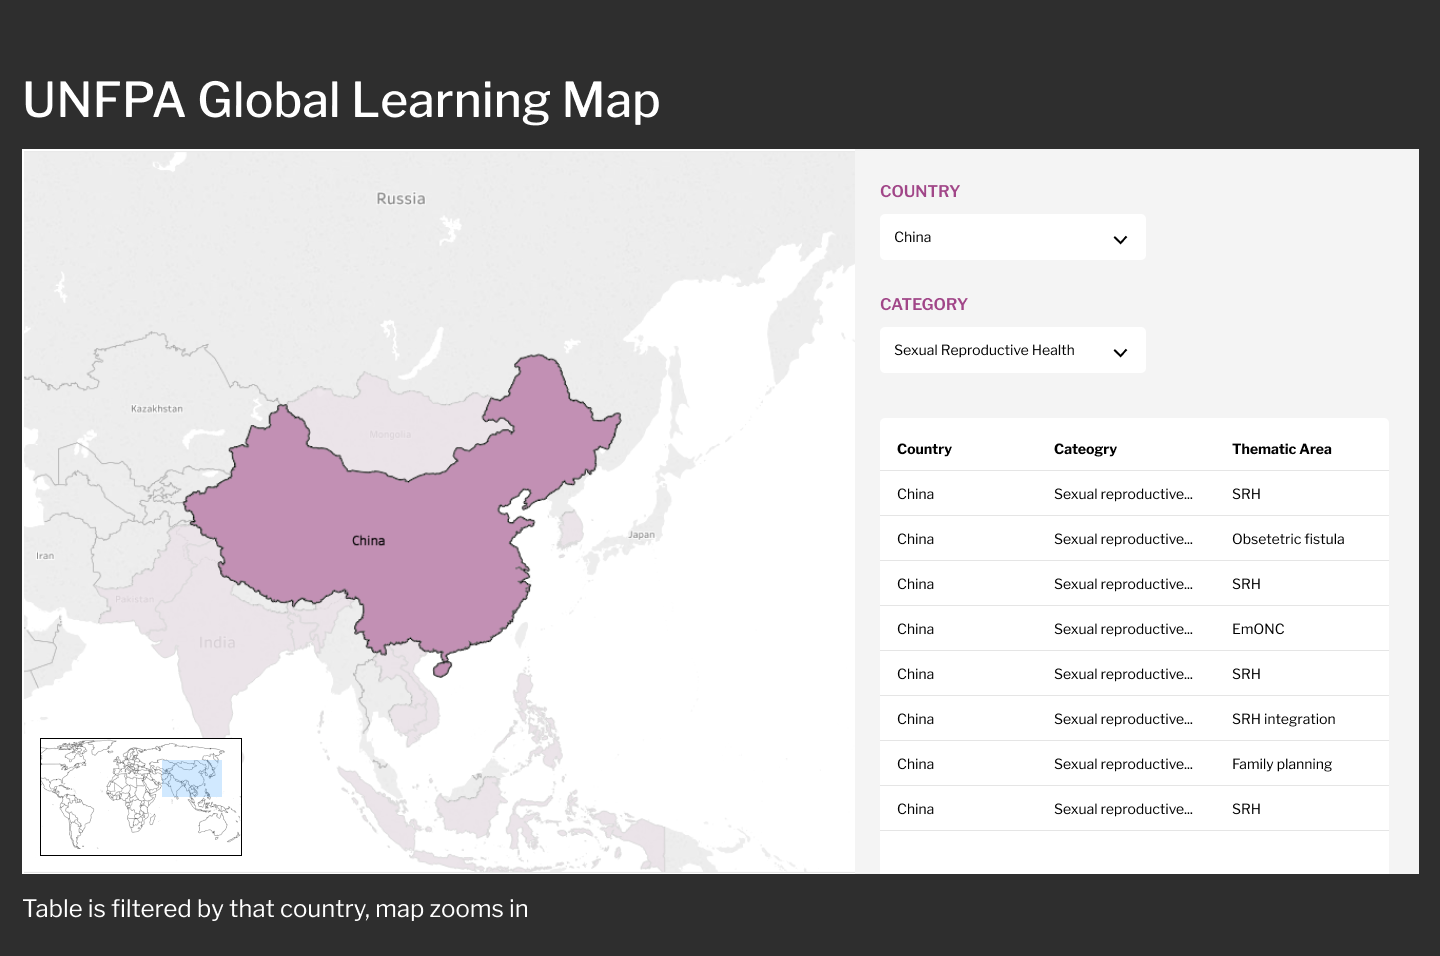 UNFPA Global Learning Map
Russia
Kazakhstan
Mongolia
China
Japan
Iran
Pakistan
India
COUNTRY
China
CATEGORY
Sexual Reproductive Health
Country Cateogry Thematic Area
China Sexual reproductive... SRH
China Sexual reproductive... Obsetetric fistula
China Sexual reproductive... SRH
China Sexual reproductive... EmONC
China Sexual reproductive... SRH
China Sexual reproductive... SRH integration
China Sexual reproductive... Family planning
China Sexual reproductive... SRH
Table is filtered by that country, map zooms in